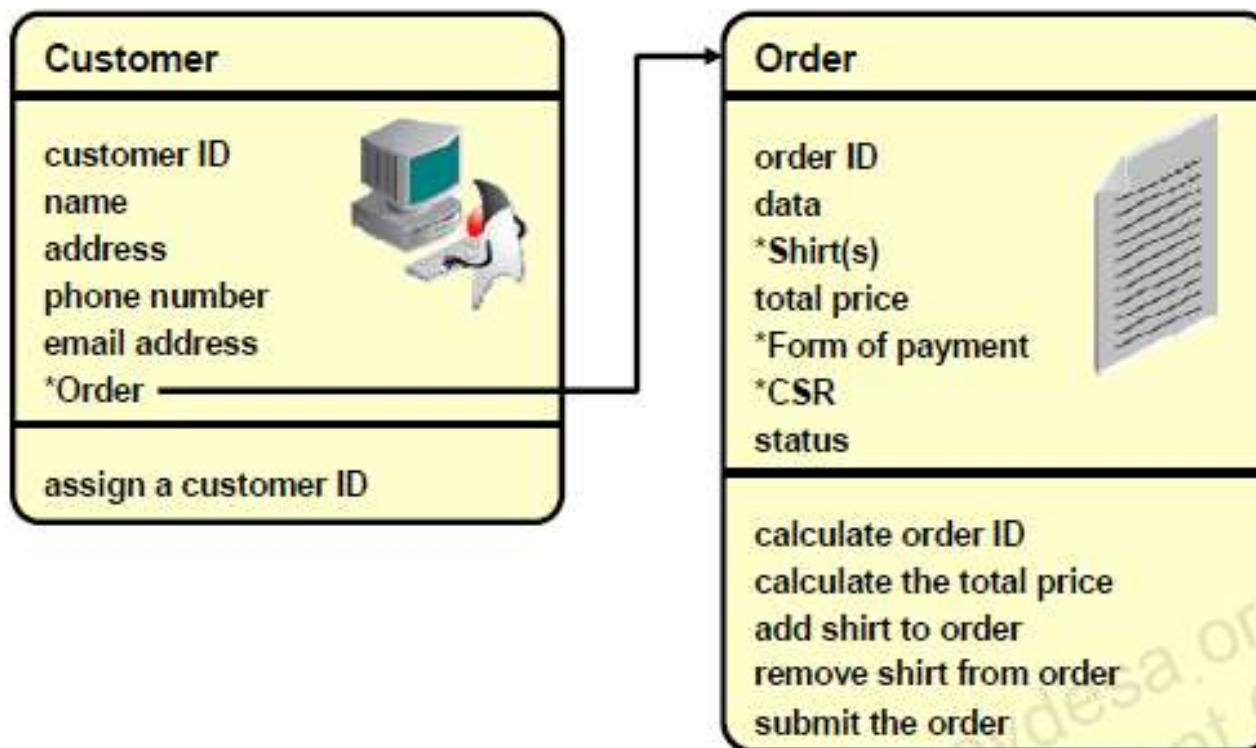 Customer
customer ID
name
address
phone number
email address
*Order
assign a customer ID
Order
order ID
data
*Shirt(s)
total price
*Form of payment
*CSR
status
calculate order ID
calculate the total price
add shirt to order
remove shirt from order
submit the order